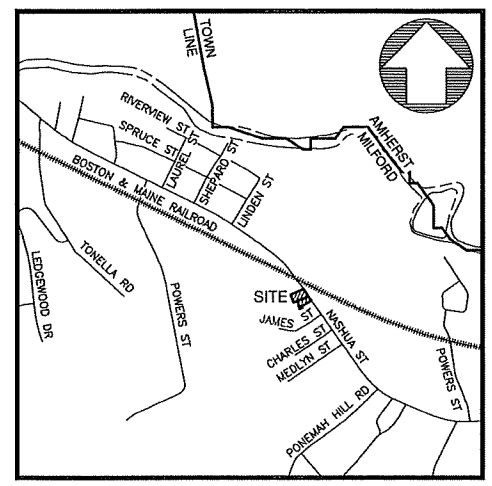 TOWN LINE
RIVERVIEW ST
SPRUCE ST
LAUREL ST
SHEPARD ST
LINDEN ST
AMHERST
MILFORD
BOSTON & MAINE RAILROAD
LEDGEWOOD DR
TONELLA RD
POWERS ST
SITE
JAMES ST
NASHUA ST
CHARLES ST
MEDLYN ST
POWERS ST
PONEMAH HILL RD